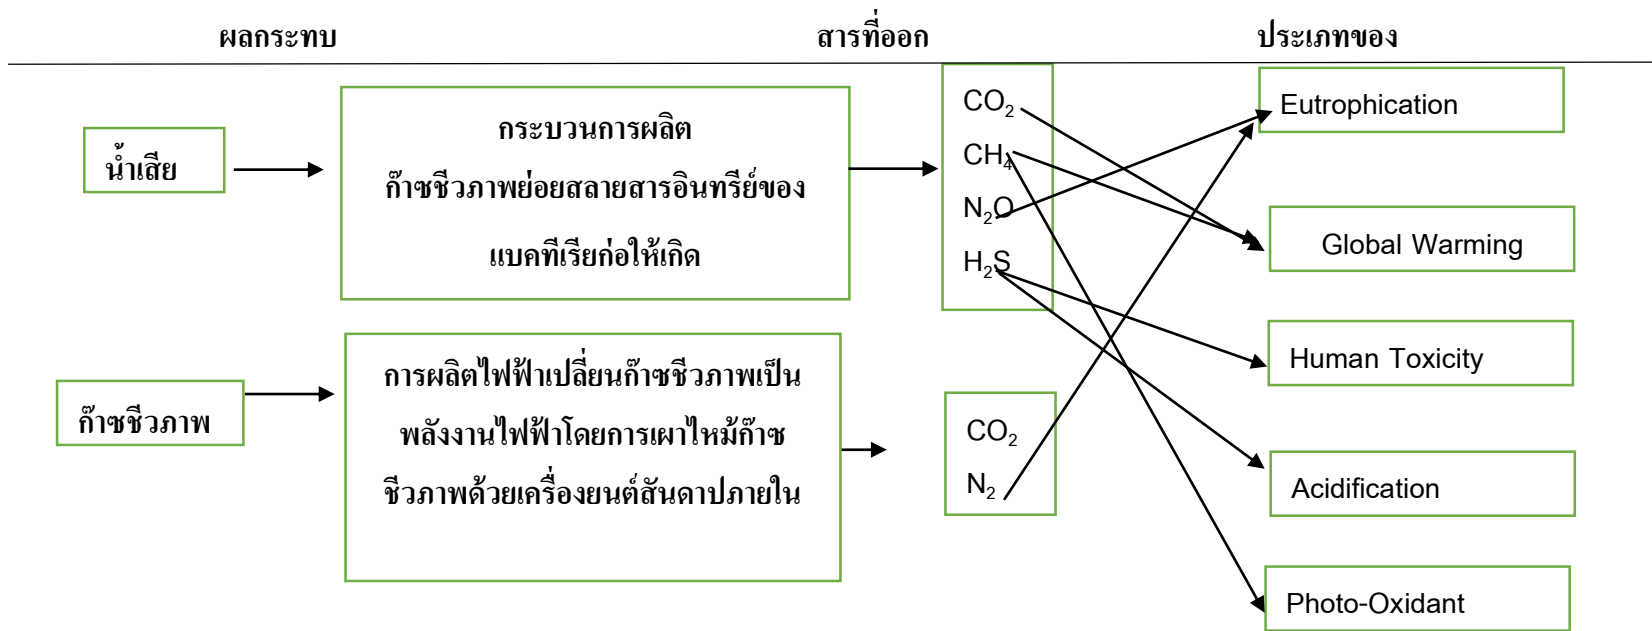 ผลกระทบ สารที่ออก ประเภทของ
น้ำเสีย
กระบวนการผลิต
ก๊าซชีวภาพย่อยสลายสารอินทรีย์ของ
แบคทีเรียก่อให้เกิด
CO₂
CH₄
N₂O
H₂S
Eutrophication
Global Warming
Human Toxicity
Acidification
Photo-Oxidant
ก๊าซชีวภาพ
การผลิตไฟฟ้าเปลี่ยนก๊าซชีวภาพเป็น
พลังงานไฟฟ้าโดยการเผาไหม้ก๊าซ
ชีวภาพด้วยเครื่องยนต์สันดาปภายใน
CO₂
N₂